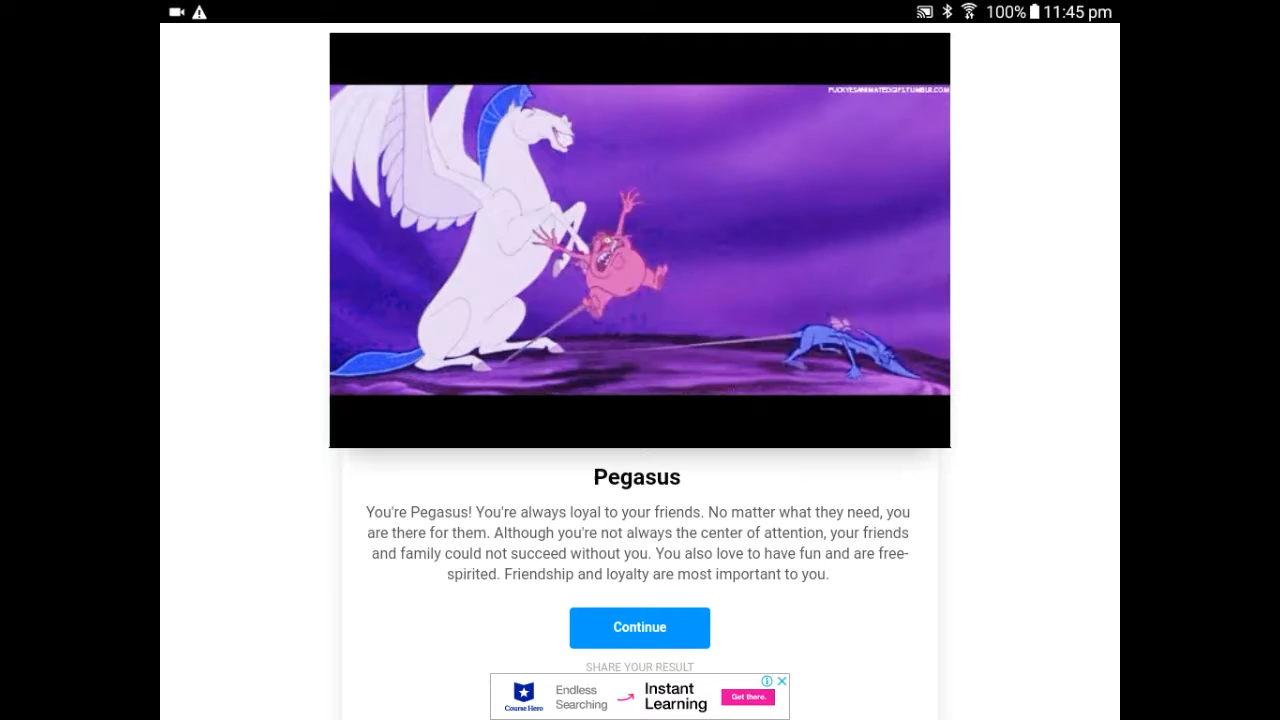 100% 11:45 pm
FUCKYESANIMATEDGIFS.TUMBLR.COM
Pegasus
You're Pegasus! You're always loyal to your friends. No matter what they need, you
are there for them. Although you're not always the center of attention, your friends
and family could not succeed without you. You also love to have fun and are free-
spirited. Friendship and loyalty are most important to you.
Continue
SHARE YOUR RESULT
Course Hero
Endless
Searching
Instant
Learning
Get there.